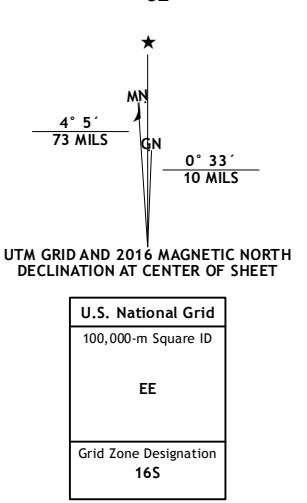 ★
MN
4° 5´
73 MILS
GN
0° 33´
10 MILS
UTM GRID AND 2016 MAGNETIC NORTH
DECLINATION AT CENTER OF SHEET
U.S. National Grid
100,000-m Square ID
EE
Grid Zone Designation
16S